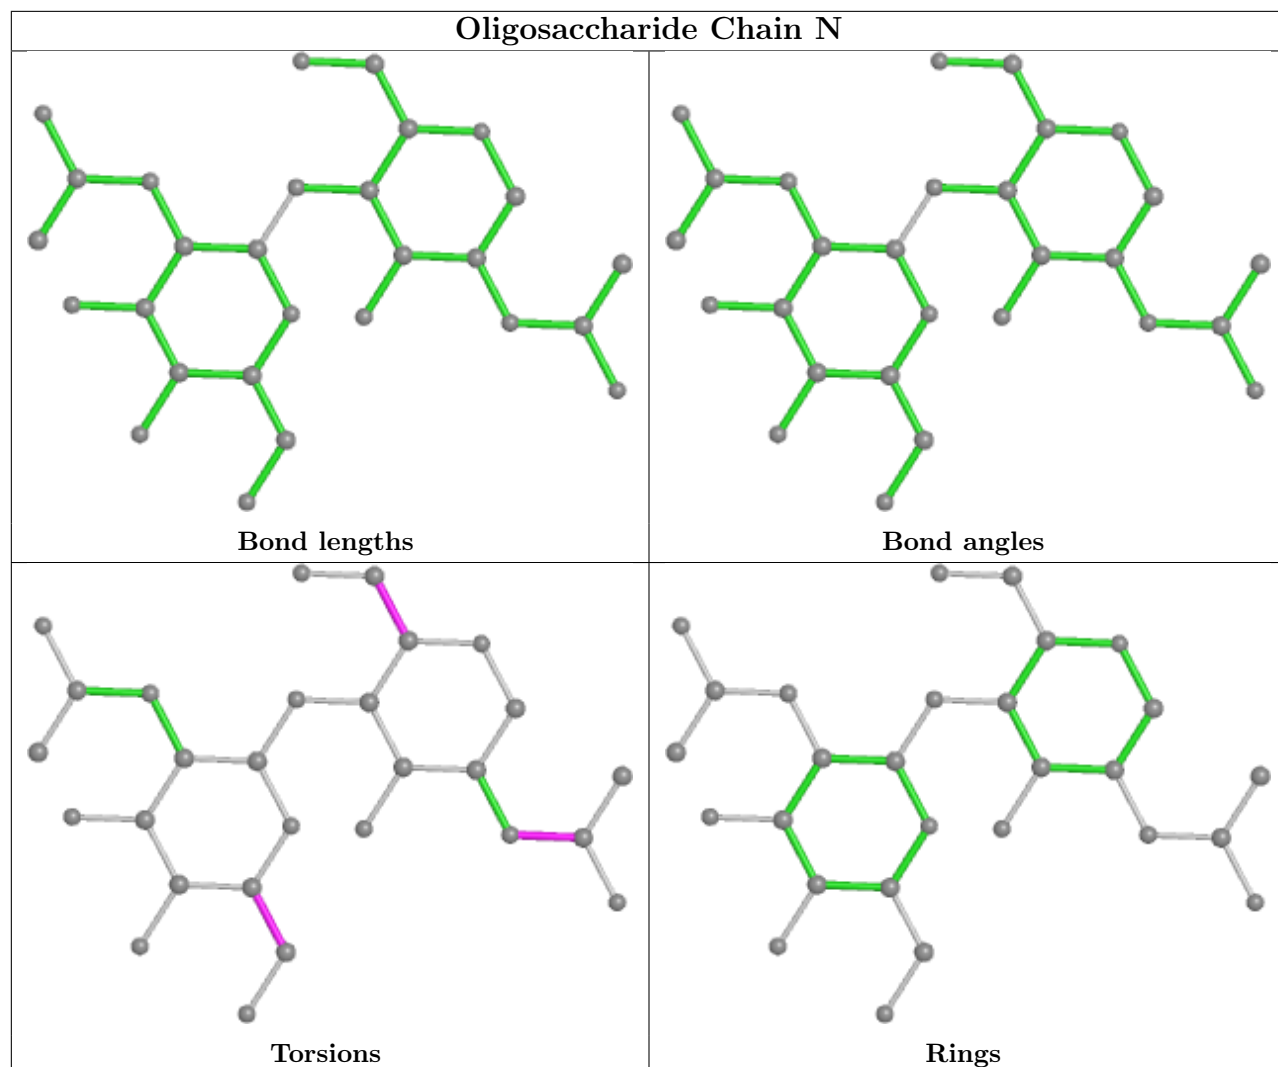 Oligosaccharide Chain N
Bond lengths
Bond angles
Torsions
Rings